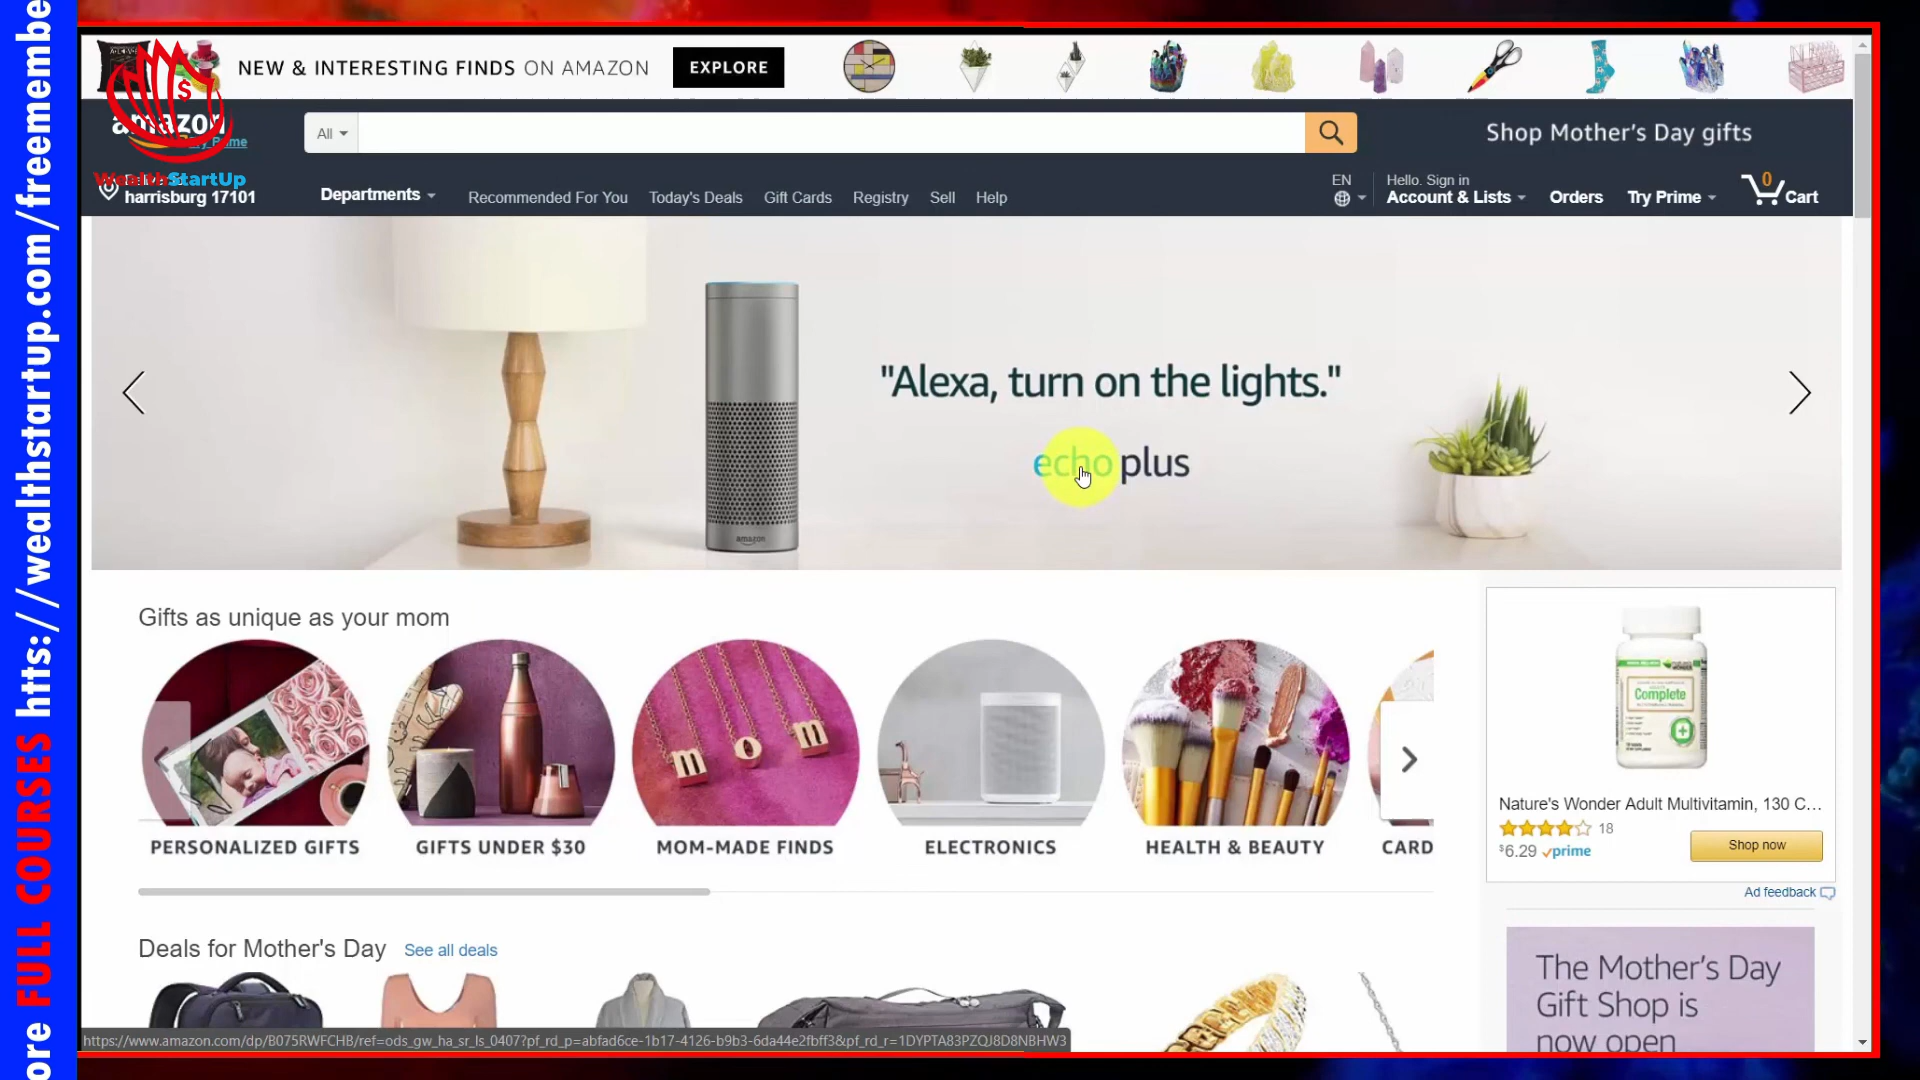 ore FULL COURSES htts://wealthstartup.com/freemembe
NEW & INTERESTING FINDS ON AMAZON
EXPLORE
amazon
Try Prime
$
WealthStartUp
harrisburg 17101
All
Shop Mother's Day gifts
Departments
Recommended For You
Today's Deals
Gift Cards
Registry
Sell
Help
EN
Hello. Sign in
Account & Lists
Orders
Try Prime
0
Cart
"Alexa, turn on the lights."
echo plus
amazon
Gifts as unique as your mom
m o m
PERSONALIZED GIFTS
GIFTS UNDER $30
MOM-MADE FINDS
ELECTRONICS
HEALTH & BEAUTY
CARD
Complete
Nature's Wonder Adult Multivitamin, 130 C...
18
$6.29 prime
Shop now
Ad feedback
Deals for Mother's Day
See all deals
The Mother's Day
Gift Shop is
now open
https://www.amazon.com/dp/B075RWFCHB/ref=ods_gw_ha_sr_ls_0407?pf_rd_p=abfad6ce-1b17-4126-b9b3-6da44e2fbff3&pf_rd_r=1DYPTA83PZQJ8D8NBHW3